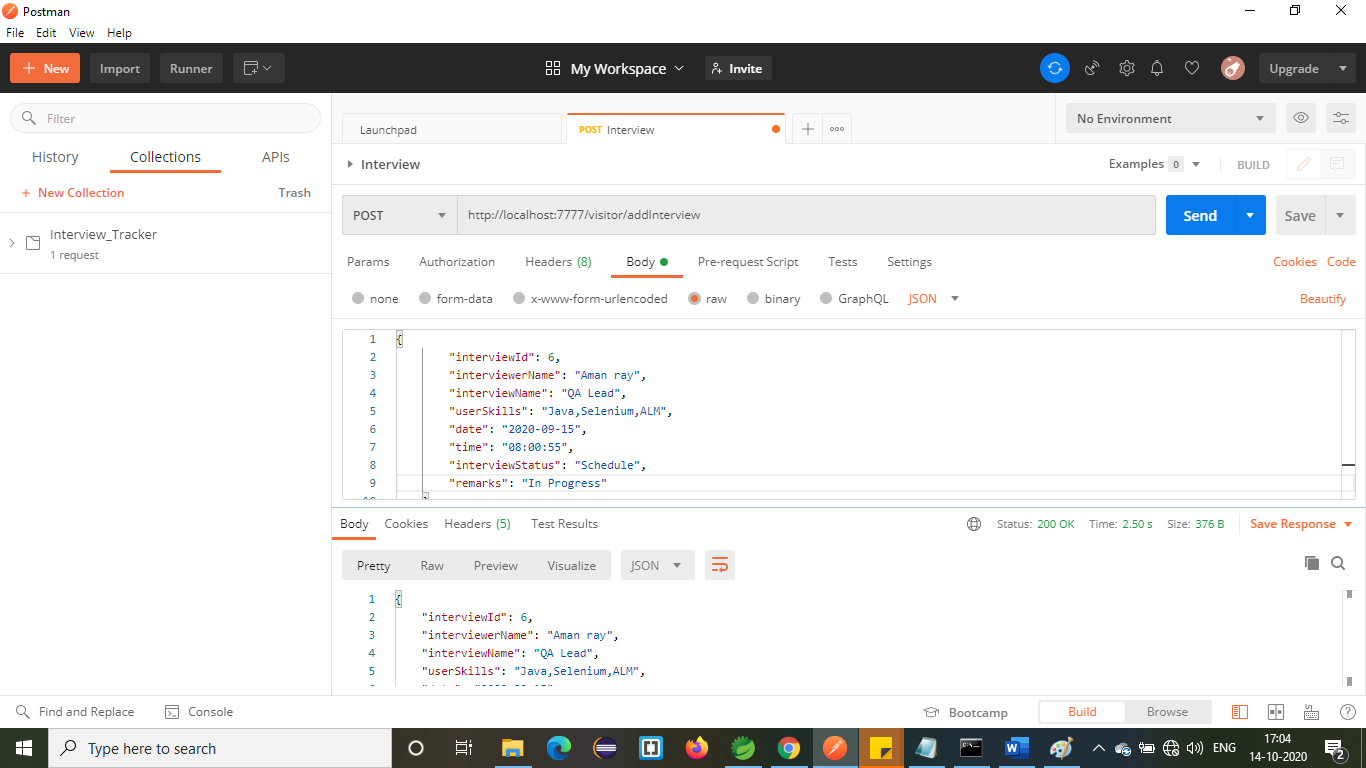 Postman
File Edit View Help
New Import Runner My Workspace Invite Upgrade
Filter
Launchpad POST Interview No Environment
History Collections APIs
Interview Examples 0 BUILD
New Collection Trash
POST http://localhost:7777/visitor/addInterview Send Save
Interview_Tracker
1 request
Params Authorization Headers (8) Body Pre-request Script Tests Settings Cookies Code
none form-data x-www-form-urlencoded raw binary GraphQL JSON Beautify
1 {
2 "interviewId": 6,
3 "interviewerName": "Aman ray",
4 "interviewName": "QA Lead",
5 "userSkills": "Java,Selenium,ALM",
6 "date": "2020-09-15",
7 "time": "08:00:55",
8 "interviewStatus": "Schedule",
9 "remarks": "In Progress"
Body Cookies Headers (5) Test Results Status: 200 OK Time: 2.50 s Size: 376 B Save Response
Pretty Raw Preview Visualize JSON
1 {
2 "interviewId": 6,
3 "interviewerName": "Aman ray",
4 "interviewName": "QA Lead",
5 "userSkills": "Java,Selenium,ALM",
Find and Replace Console Bootcamp Build Browse
Type here to search ENG 17:04
14-10-2020 2